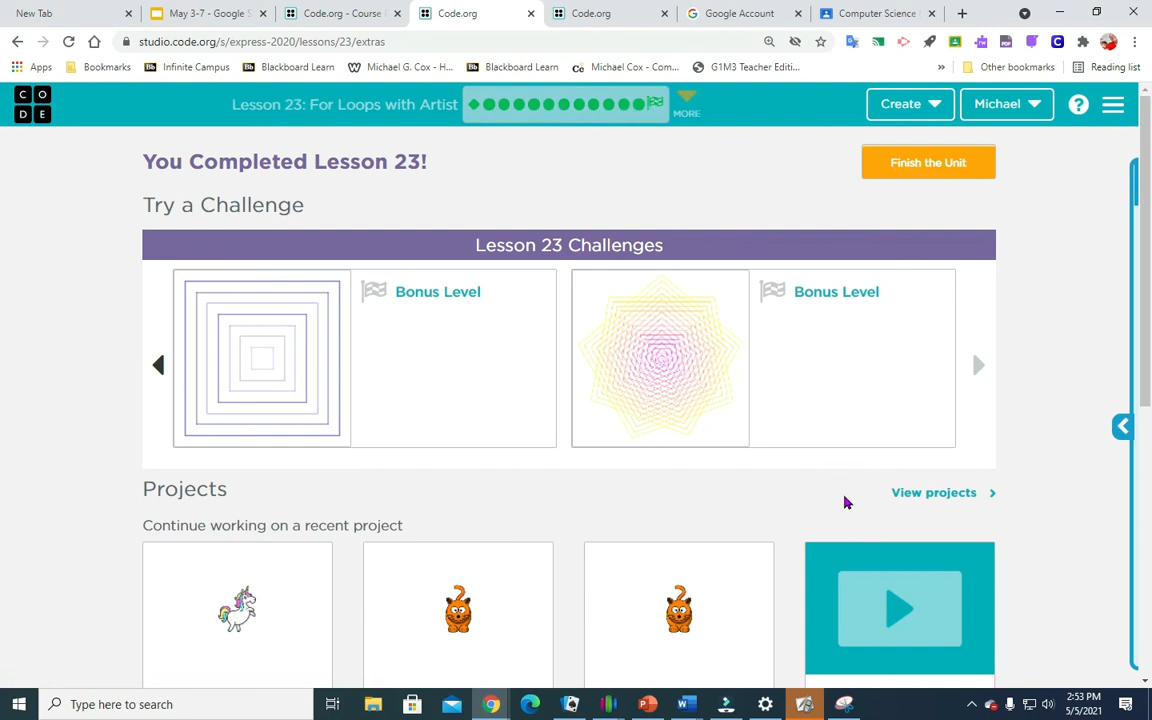 New Tab
May 3-7 - Google S
Code.org - Course
Code.org
Code.org
Google Account
Computer Science
studio.code.org/s/express-2020/lessons/23/extras
Apps
Bookmarks
Bb Infinite Campus
Bb Blackboard Learn
W Michael G. Cox - H...
Bb Blackboard Learn
Cc Michael Cox - Com...
G1M3 Teacher Editi...
»
Other bookmarks
Reading list
C O
D E
Lesson 23: For Loops with Artist
MORE
Create
Michael
?
You Completed Lesson 23!
Finish the Unit
Try a Challenge
Lesson 23 Challenges
Bonus Level
Bonus Level
Projects
View projects
Continue working on a recent project
Type here to search
2:53 PM
5/5/2021